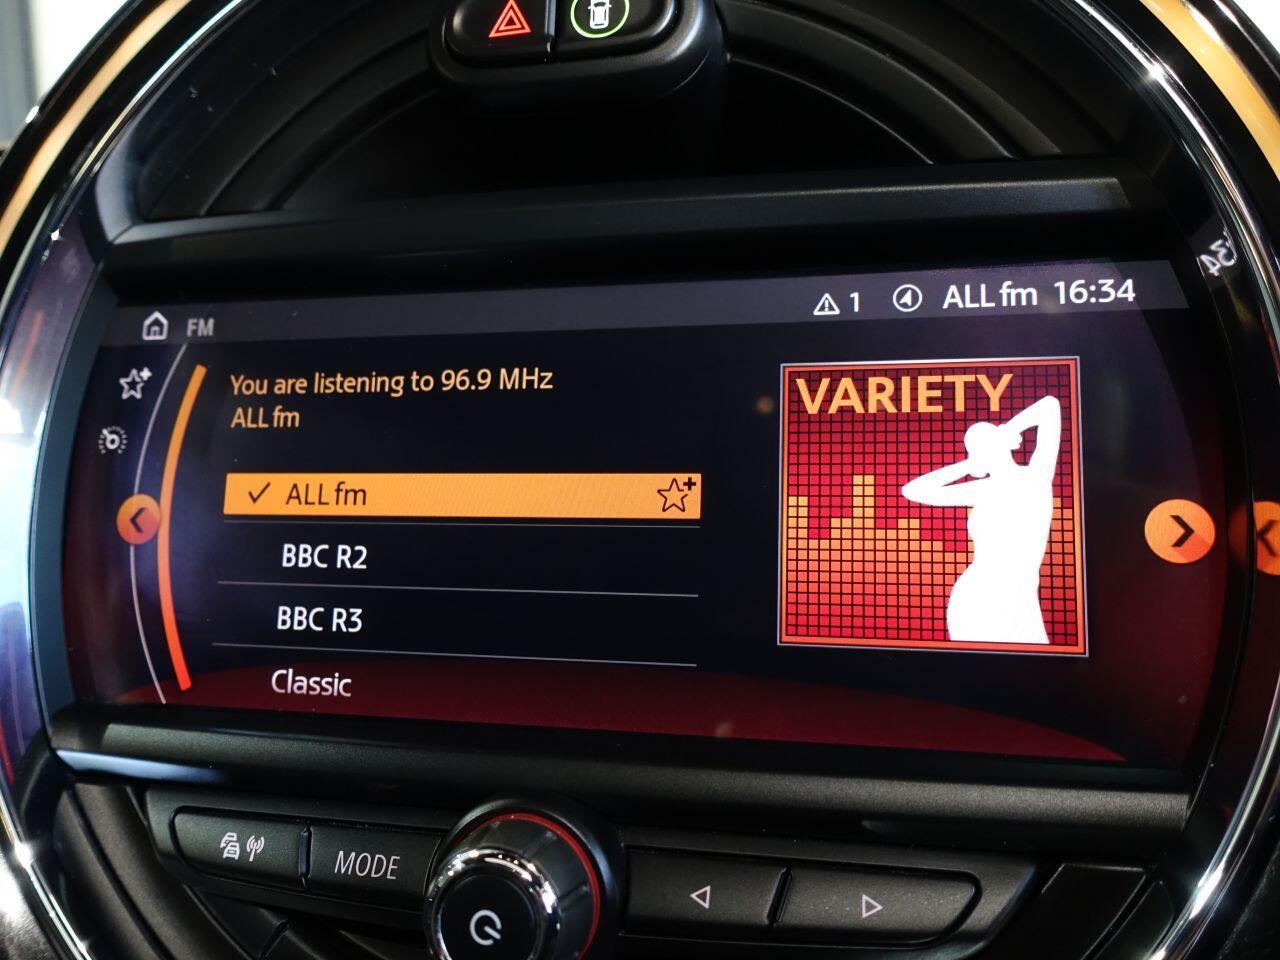 1 ALL fm 16:34
FM
You are listening to 96.9 MHz
ALL fm
ALL fm
BBC R2
BBC R3
Classic
VARIETY
MODE